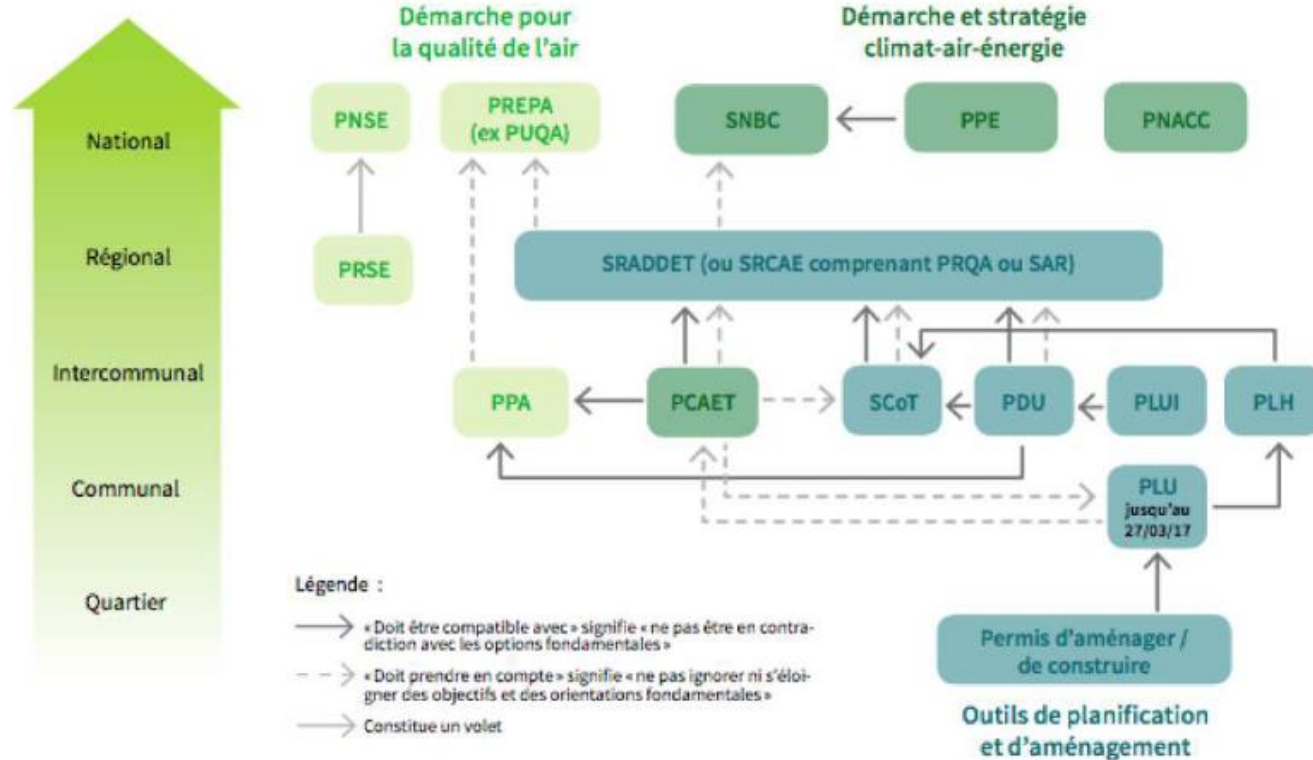 Démarche pour
la qualité de l'air
Démarche et stratégie
climat-air-énergie
National
PNSE
PREPA
(ex PUQA)
SNBC
PPE
PNACC
Régional
PRSE
SRADDET (ou SRCAE comprenant PRQA ou SAR)
Intercommunal
PPA
PCAET
SCoT
PDU
PLUI
PLH
Communal
PLU
jusqu'au
27/03/17
Quartier
Légende :
« Doit être compatible avec » signifie « ne pas être en contra-
diction avec les options fondamentales »
« Doit prendre en compte » signifie « ne pas ignorer ni s'éloi-
gner des objectifs et des orientations fondamentales »
Constitue un volet
Permis d'aménager /
de construire
Outils de planification
et d'aménagement